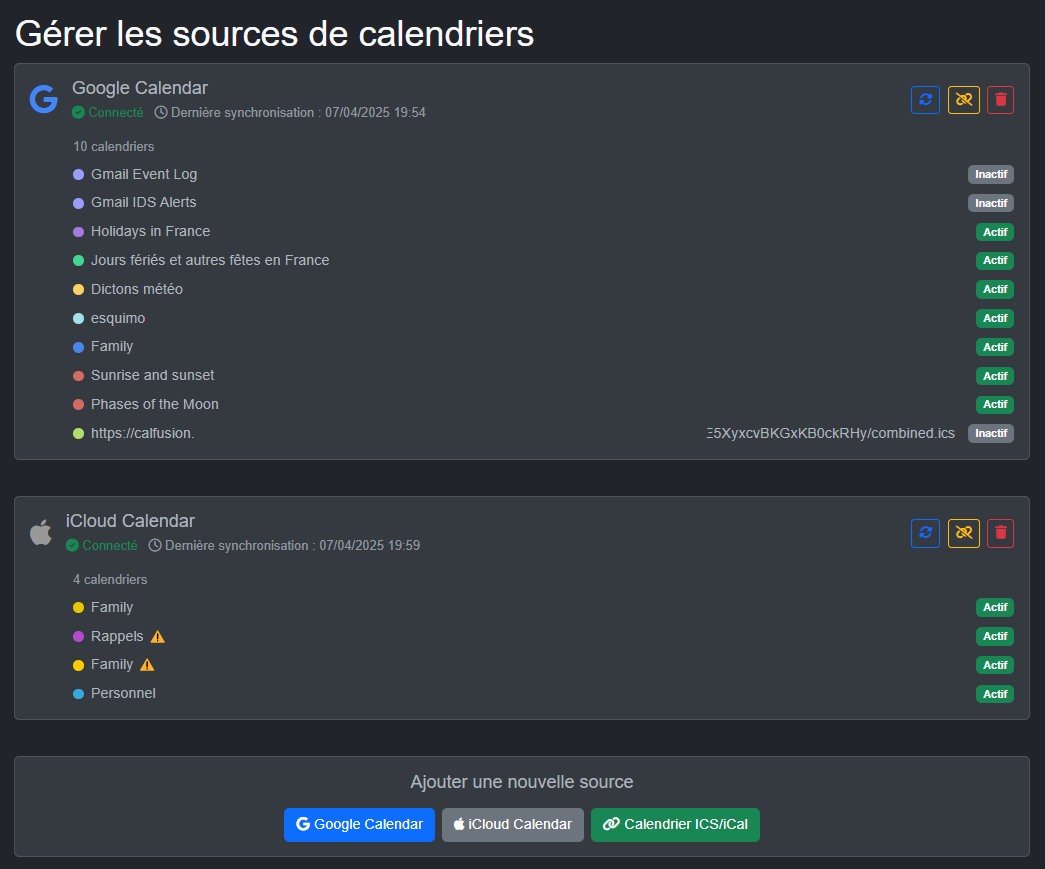 Gérer les sources de calendriers
Google Calendar
Connecté Dernière synchronisation : 07/04/2025 19:54
10 calendriers
Gmail Event Log Inactif
Gmail IDS Alerts Inactif
Holidays in France Actif
Jours fériés et autres fêtes en France Actif
Dictons météo Actif
esquimo Actif
Family Actif
Sunrise and sunset Actif
Phases of the Moon Actif
https://calfusion. 5XyxcvBKGxKB0ckRHy/combined.ics Inactif
iCloud Calendar
Connecté Dernière synchronisation : 07/04/2025 19:59
4 calendriers
Family Actif
Rappels Actif
Family Actif
Personnel Actif
Ajouter une nouvelle source
Google Calendar iCloud Calendar Calendrier ICS/iCal